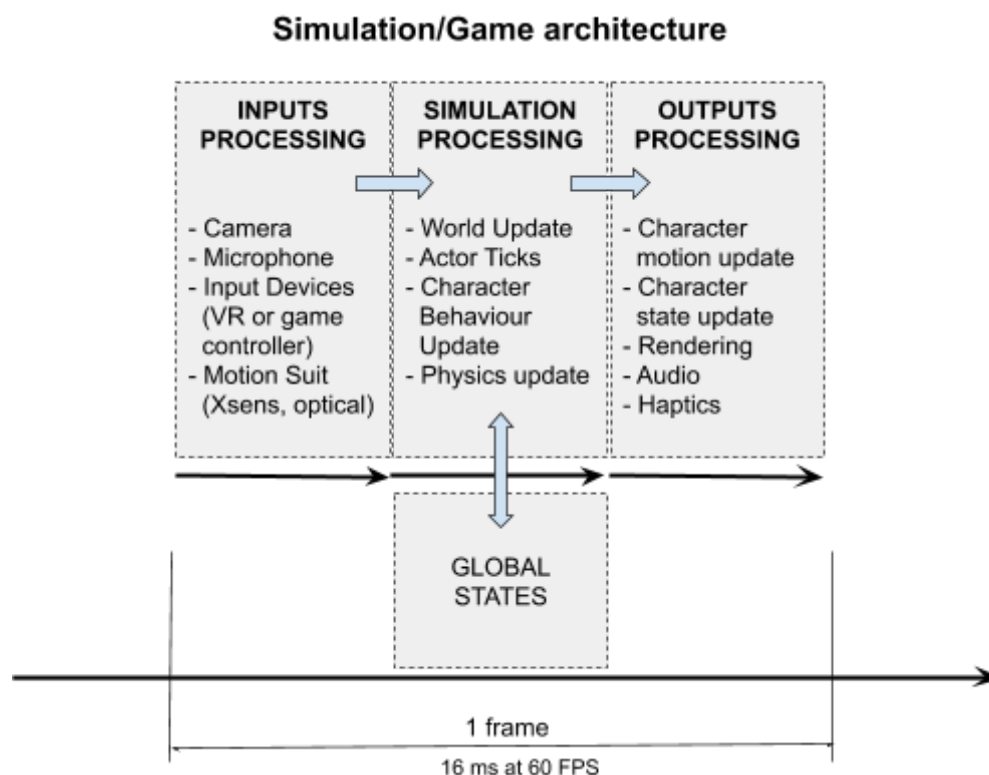 Simulation/Game architecture
INPUTS
PROCESSING
- Camera
- Microphone
- Input Devices
(VR or game
controller)
- Motion Suit
(Xsens, optical)
SIMULATION
PROCESSING
- World Update
- Actor Ticks
- Character
Behaviour
Update
- Physics update
OUTPUTS
PROCESSING
- Character
motion update
- Character
state update
- Rendering
- Audio
- Haptics
GLOBAL
STATES
1 frame
16 ms at 60 FPS